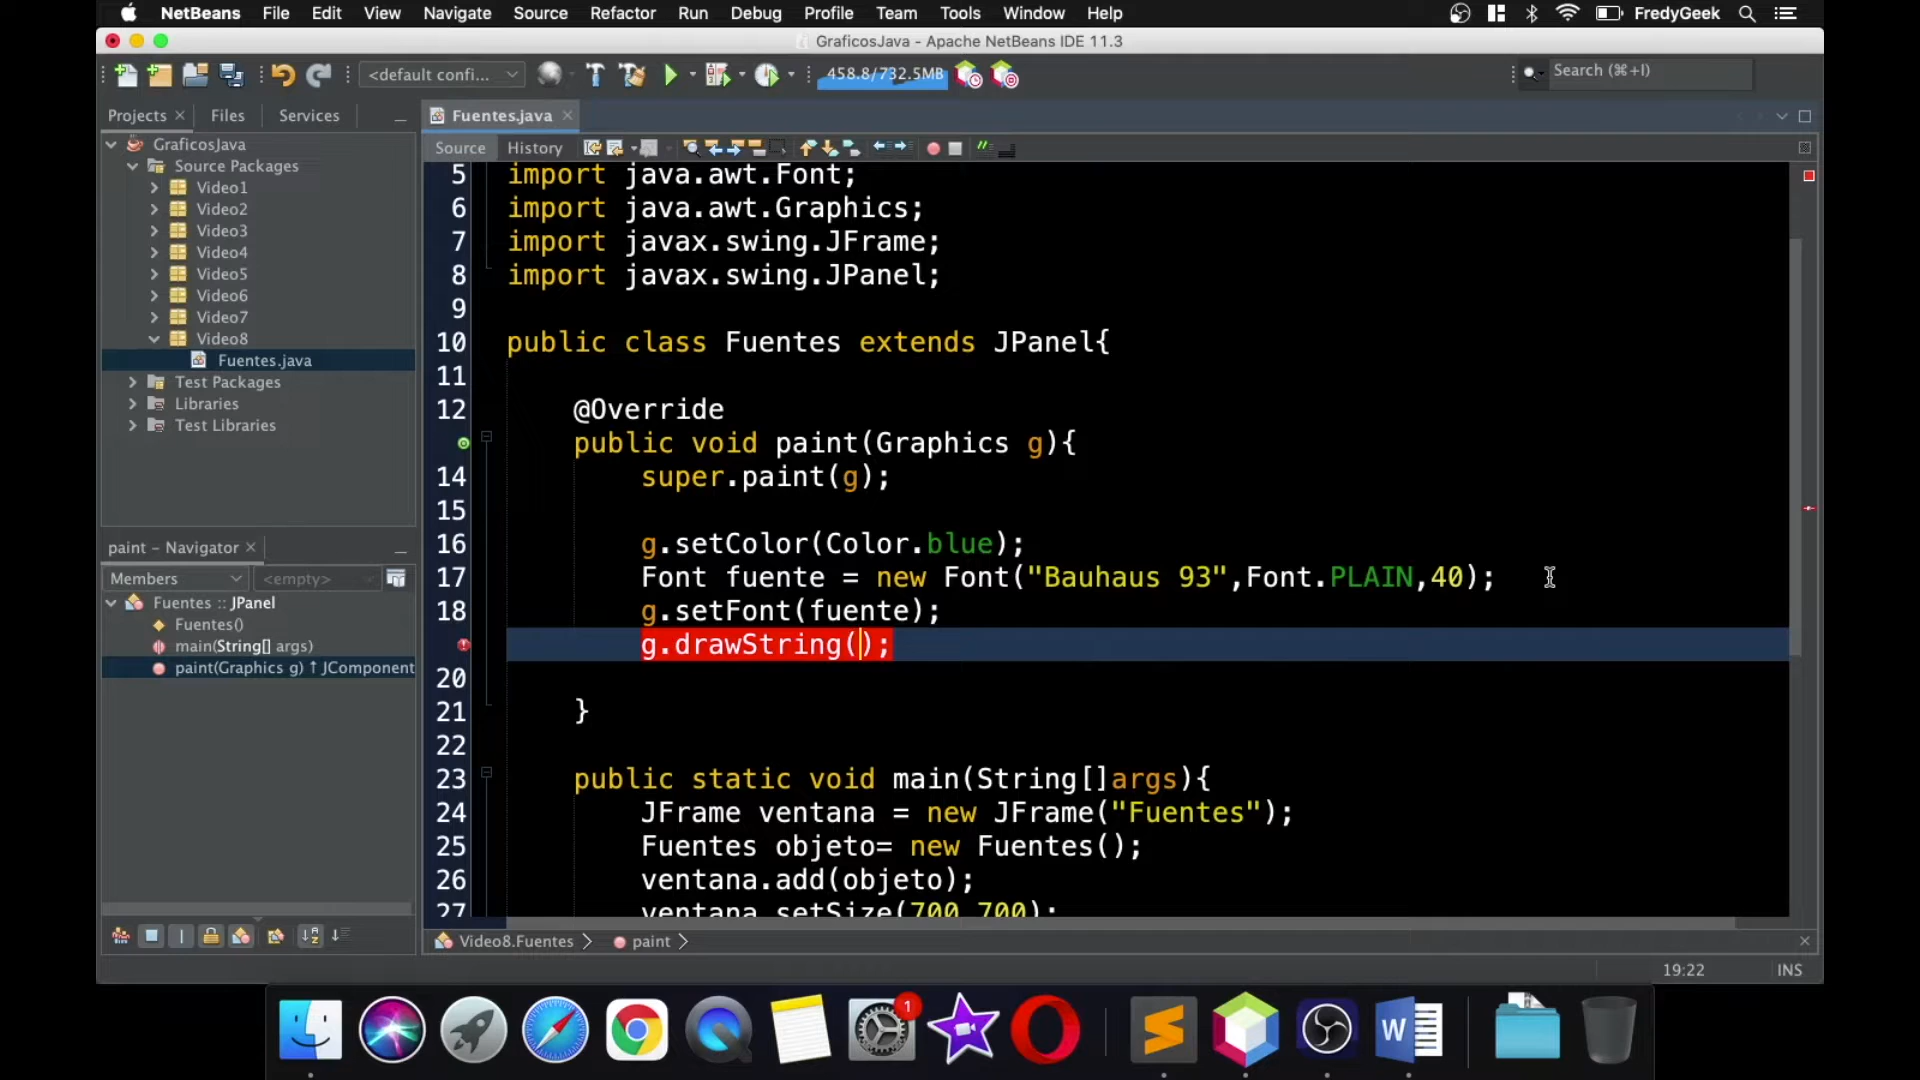 NetBeans File Edit View Navigate Source Refactor Run Debug Profile Team Tools Window Help FredyGeek
GraficosJava - Apache NetBeans IDE 11.3
<default confi... 458.8/732.5MB Search (⌘+I)
Projects Files Services
GraficosJava
Source Packages
Video1
Video2
Video3
Video4
Video5
Video6
Video7
Video8
Fuentes.java
Test Packages
Libraries
Test Libraries
paint - Navigator
Members <empty>
Fuentes :: JPanel
Fuentes()
main(String[] args)
paint(Graphics g) ↑ JComponent
Fuentes.java
Source History
5 import java.awt.Font;
6 import java.awt.Graphics;
7 import javax.swing.JFrame;
8 import javax.swing.JPanel;
9
10 public class Fuentes extends JPanel{
11
12 @Override
public void paint(Graphics g){
14 super.paint(g);
15
16 g.setColor(Color.blue);
17 Font fuente = new Font("Bauhaus 93",Font.PLAIN,40);
18 g.setFont(fuente);
g.drawString();
20
21 }
22
23 public static void main(String[]args){
24 JFrame ventana = new JFrame("Fuentes");
25 Fuentes objeto= new Fuentes();
26 ventana.add(objeto);
27 ventana.setSize(700,700);
Video8.Fuentes paint
19:22 INS
1
W